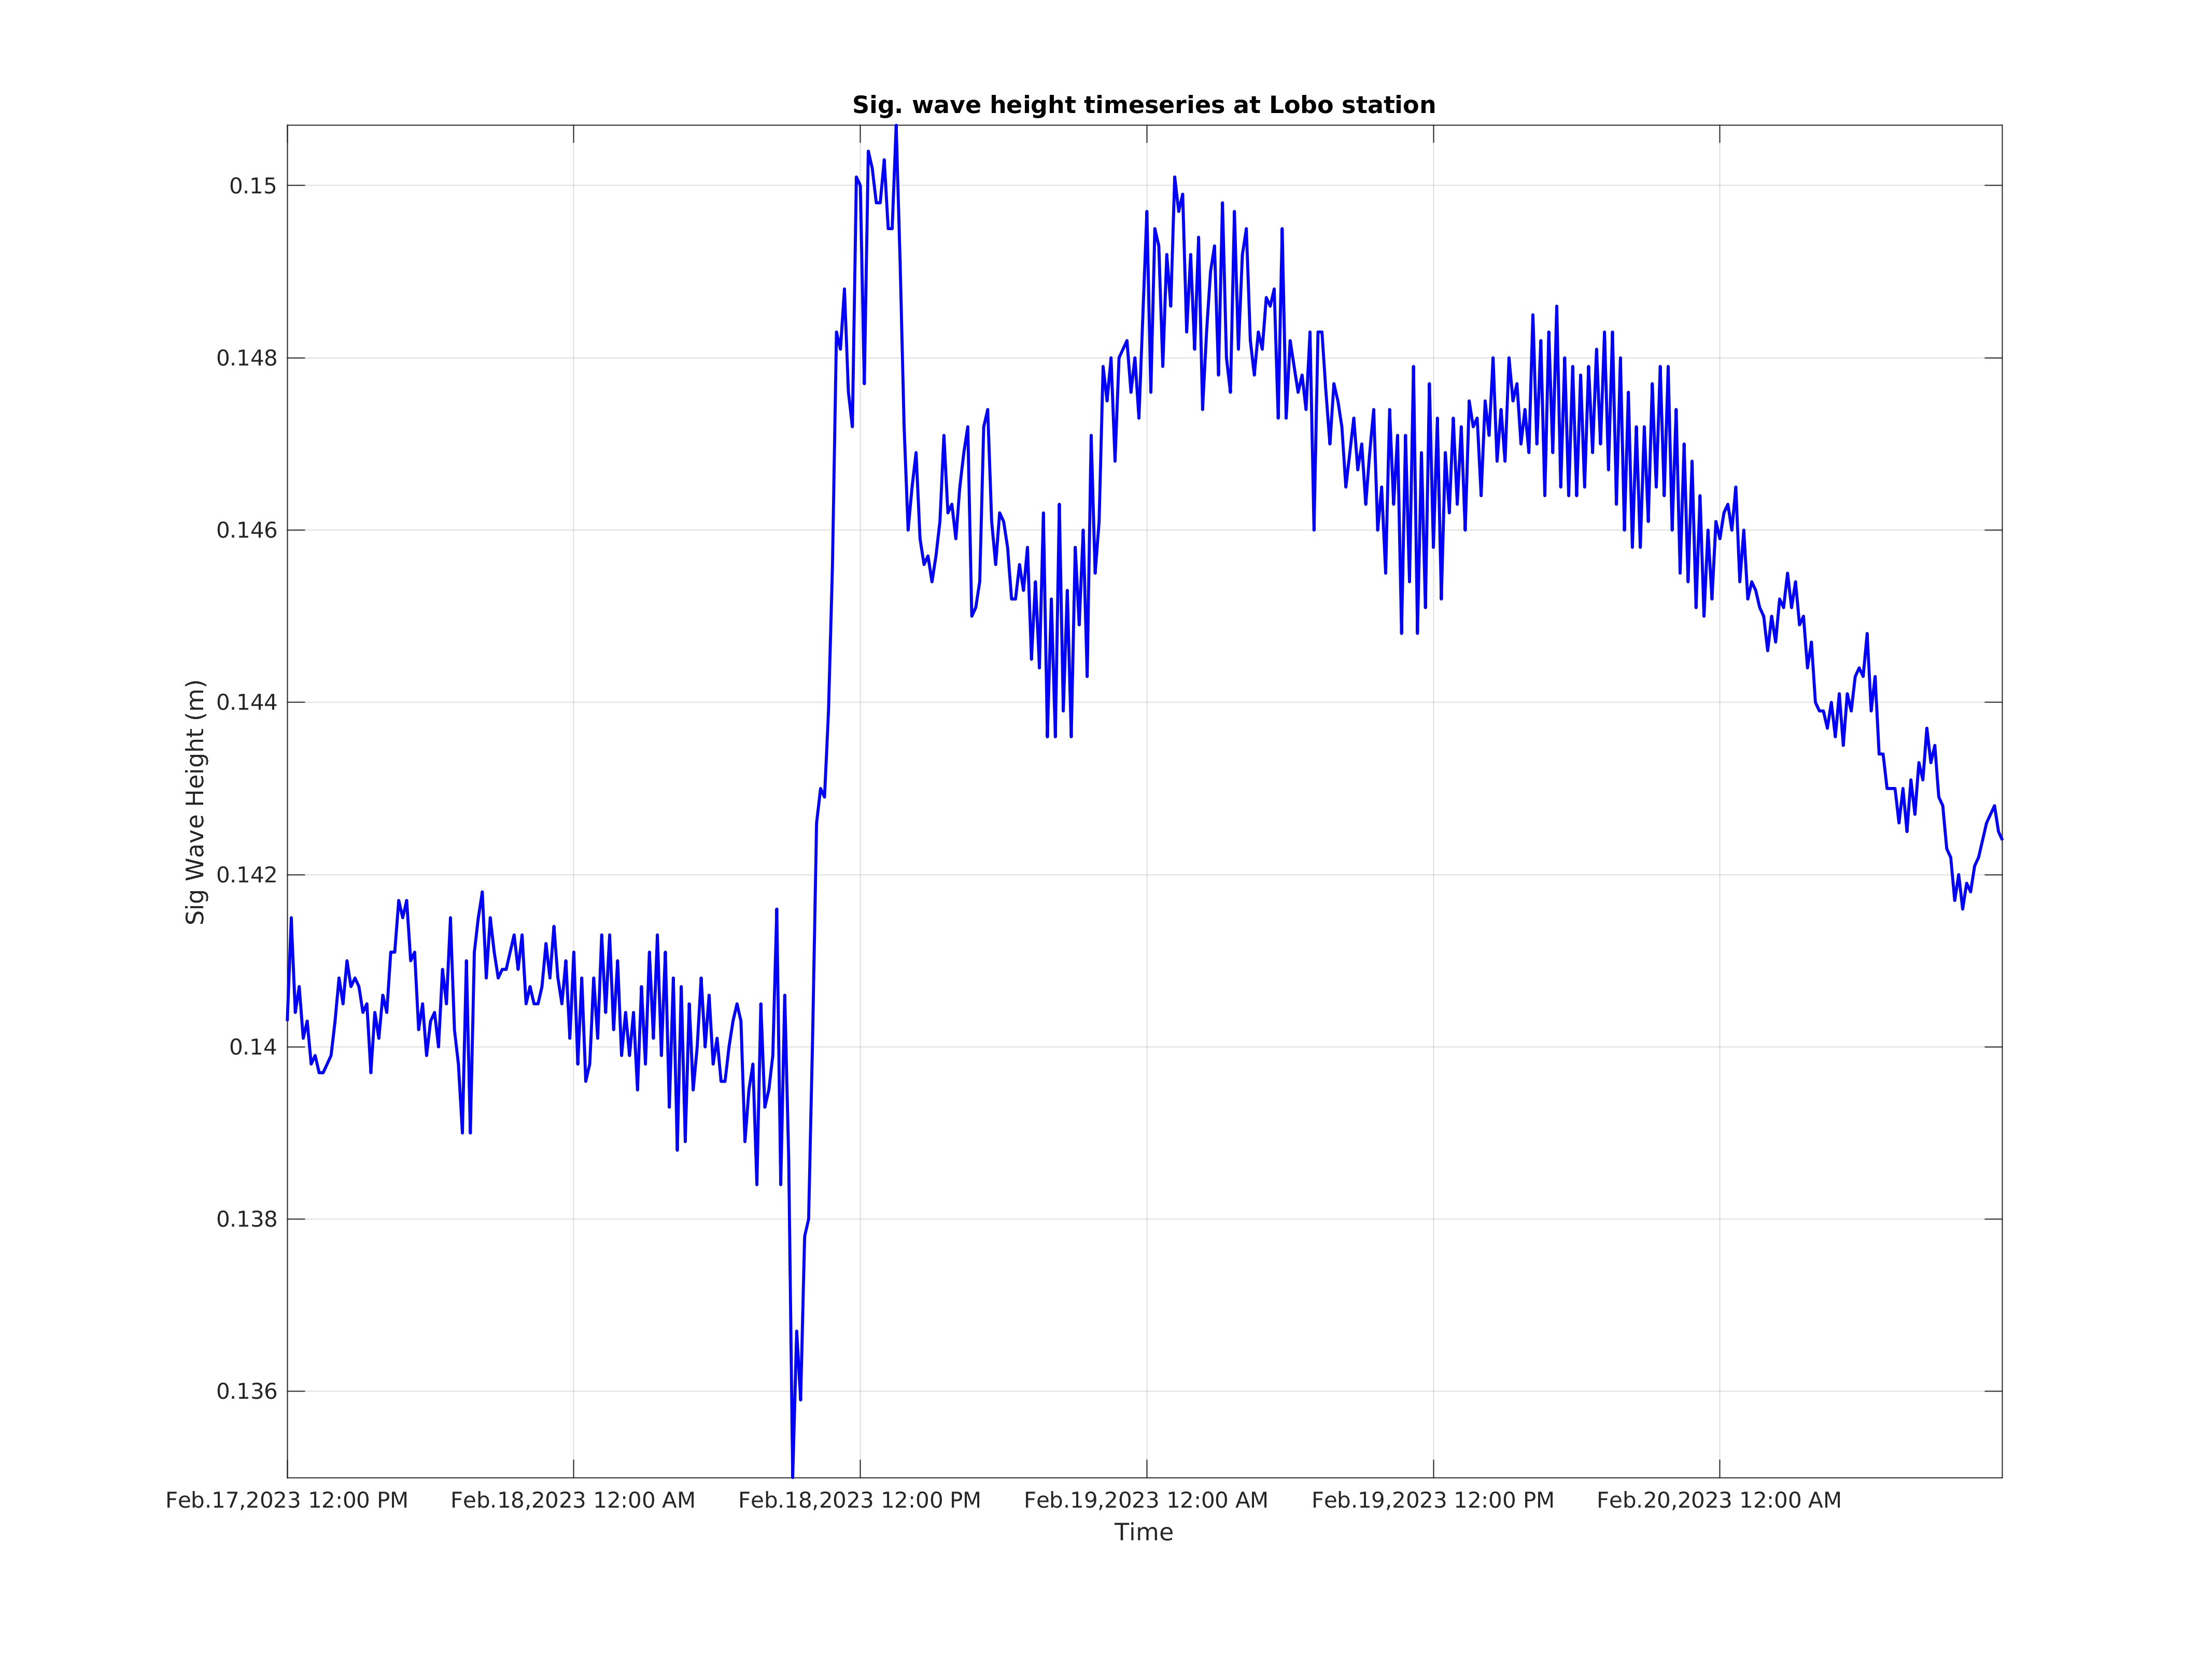 Sig. wave height timeseries at Lobo station
0.15
0.148
0.146
0.144
0.142
0.14
0.138
0.136
Sig Wave Height (m)
Feb.17,2023 12:00 PM Feb.18,2023 12:00 AM Feb.18,2023 12:00 PM Feb.19,2023 12:00 AM Feb.19,2023 12:00 PM Feb.20,2023 12:00 AM
Time